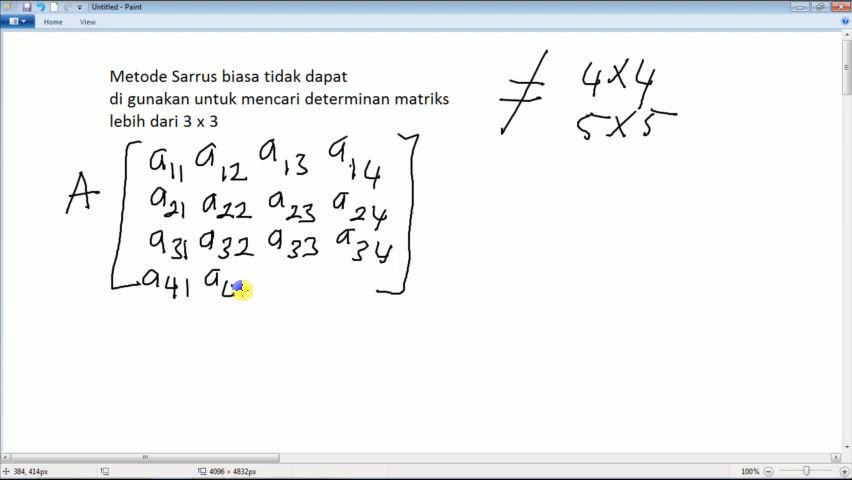 Untitled - Paint
Home View
Metode Sarrus biasa tidak dapat
di gunakan untuk mencari determinan matriks
lebih dari 3 x 3
≠ 4x4
5x5
A
a11 a12 a13 a14
a21 a22 a23 a24
a31 a32 a33 a34
a41 a
384, 414px 4096 × 4832px 100%